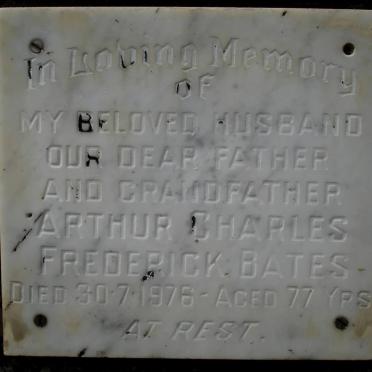 In Loving Memory
OF
MY BELOVED HUSBAND
OUR DEAR FATHER
AND GRANDFATHER
ARTHUR CHARLES
FREDERICK BATES
DIED 30-7-1976 - AGED 77 YRS
AT REST.